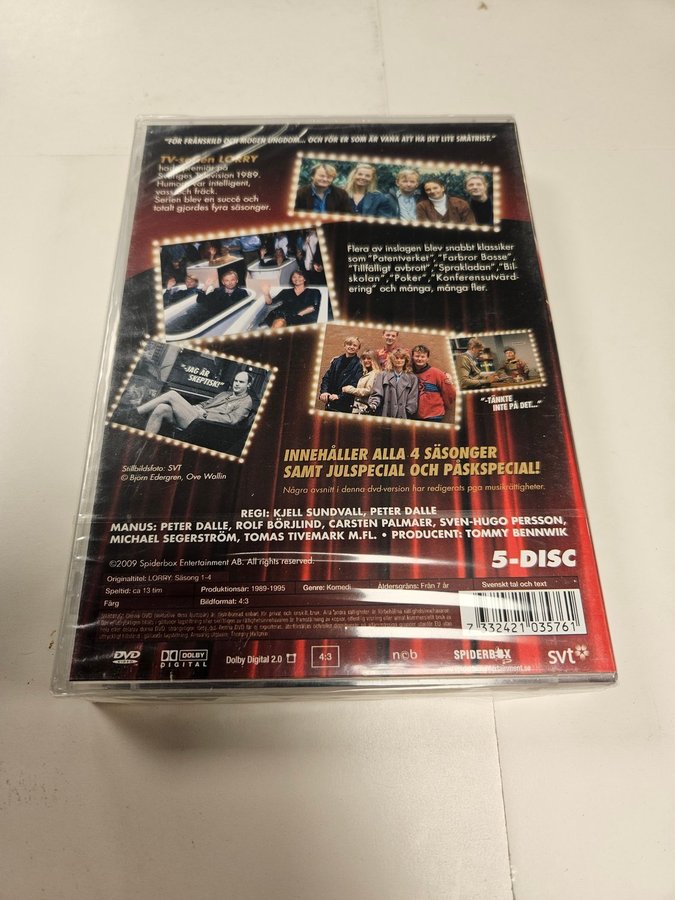 "FÖR FRÅNSKILD OCH MOGEN UNGDOM... OCH FÖR ER SOM ÄR VANA ATT HA DET LITE SMÅTRIST."
TV-serien LORRY
hade premiär på
Sveriges Television 1989.
Humorn var intelligent,
vass och fräck.
Serien blev en succé och
totalt gjordes fyra säsonger.
Flera av inslagen blev snabbt klassiker
som "Patentverket", "Farbror Bosse",
"Tillfälligt avbrott", "Sprakladan", "Bil-
skolan", "Poker", "Konferensutvärd-
ering" och många, många fler.
"-JAG ÄR
SKEPTISK!"
"-TÄNKTE
INTE PÅ DET..."
Stillbildsfoto: SVT
© Björn Edergren, Ove Wallin
INNEHÅLLER ALLA 4 SÄSONGER
SAMT JULSPECIAL OCH PÅSKSPECIAL!
Några avsnitt i denna dvd-version har redigerats pga musikrättigheter.
REGI: KJELL SUNDVALL, PETER DALLE
MANUS: PETER DALLE, ROLF BÖRJLIND, CARSTEN PALMAER, SVEN-HUGO PERSSON,
MICHAEL SEGERSTRÖM, TOMAS TIVEMARK M.FL. • PRODUCENT: TOMMY BENNWIK
©2009 Spiderbox Entertainment AB. All rights reserved.
5-DISC
Originaltitel: LORRY. Säsong 1-4
Produktionsår: 1989-1995
Genre: Komedi
Åldersgräns: Från 7 år
Svenskt tal och text
Speltid: ca 13 tim
Färg
Bildformat: 4:3
7 332421 035761
DVD VIDEO
DOLBY DIGITAL
Dolby Digital 2.0
4:3
ncb
SPIDERBOX
svt